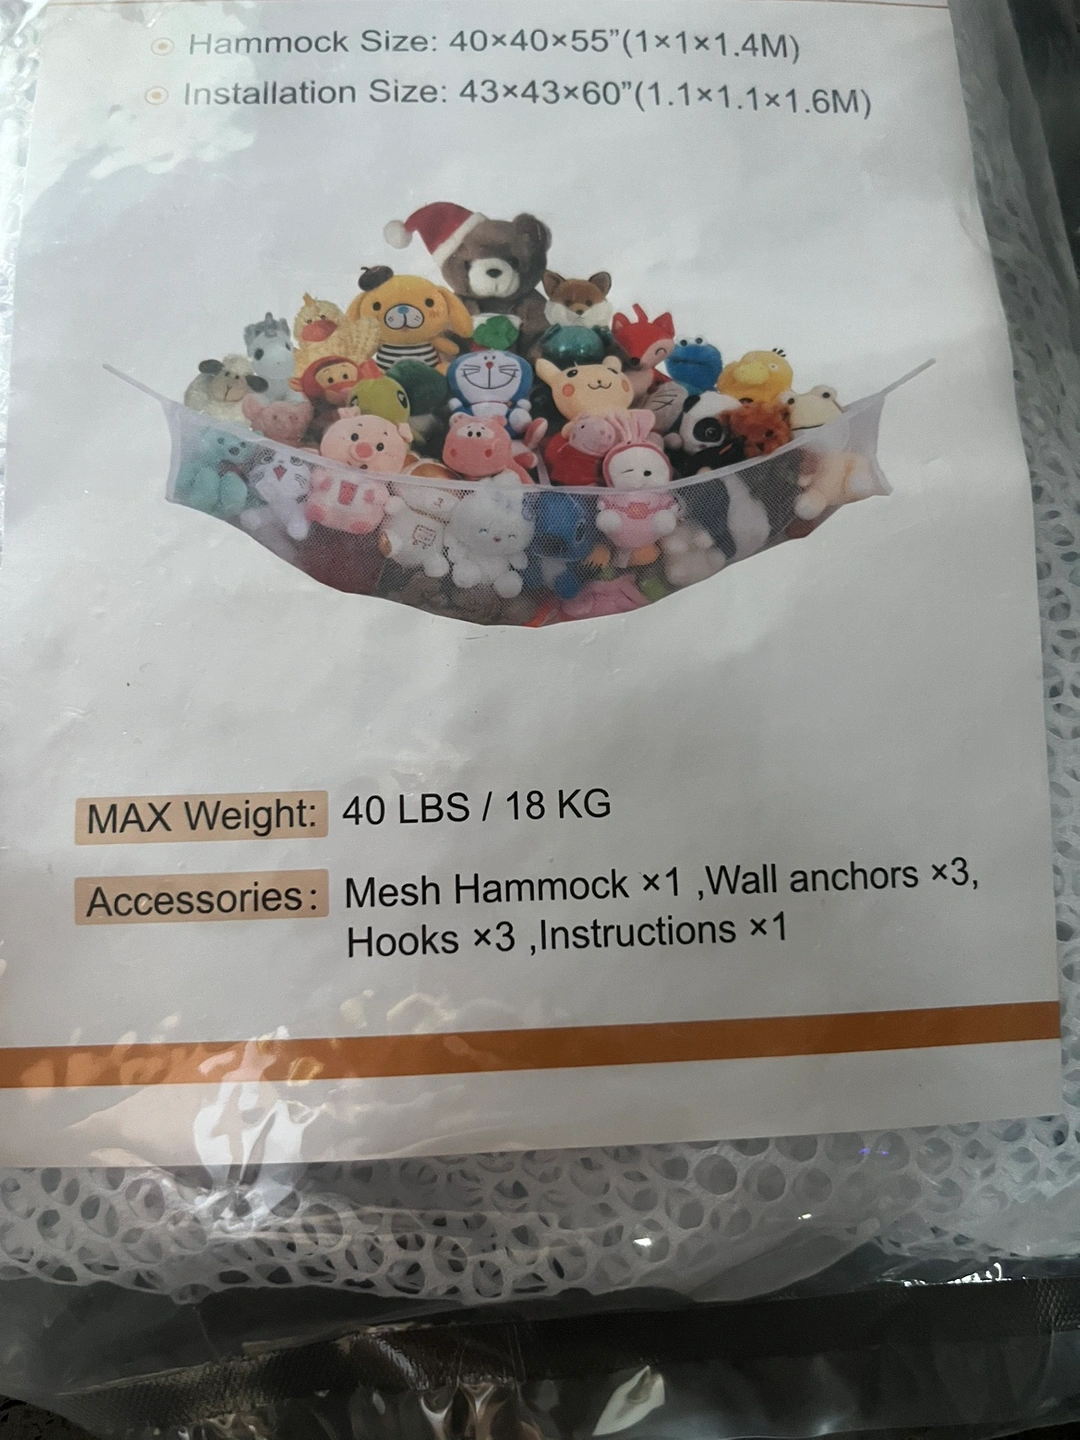 Hammock Size: 40×40×55”(1×1×1.4M)
Installation Size: 43×43×60”(1.1×1.1×1.6M)
MAX Weight: 40 LBS / 18 KG
Accessories: Mesh Hammock ×1 ,Wall anchors ×3,
Hooks ×3 ,Instructions ×1